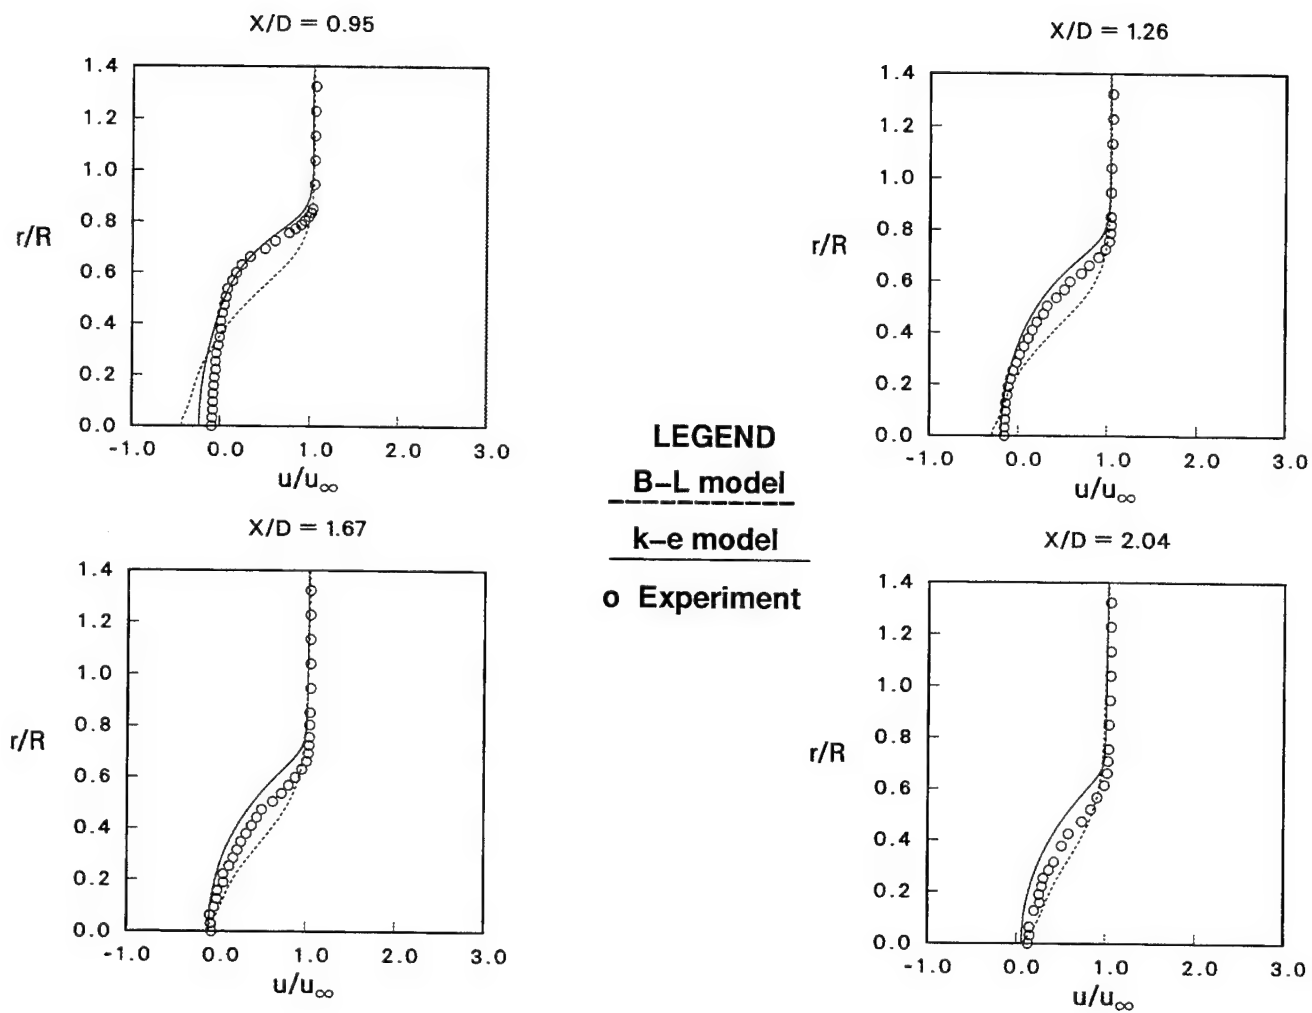 X/D = 0.95
1.4
1.2
1.0
0.8
r/R
0.6
0.4
0.2
0.0
-1.0 0.0 1.0 2.0 3.0
u/u∞
X/D = 1.26
1.4
1.2
1.0
0.8
r/R
0.6
0.4
0.2
0.0
-1.0 0.0 1.0 2.0 3.0
u/u∞
LEGEND
B–L model
k–e model
o Experiment
X/D = 1.67
1.4
1.2
1.0
0.8
r/R
0.6
0.4
0.2
0.0
-1.0 0.0 1.0 2.0 3.0
u/u∞
X/D = 2.04
1.4
1.2
1.0
0.8
r/R
0.6
0.4
0.2
0.0
-1.0 0.0 1.0 2.0 3.0
u/u∞